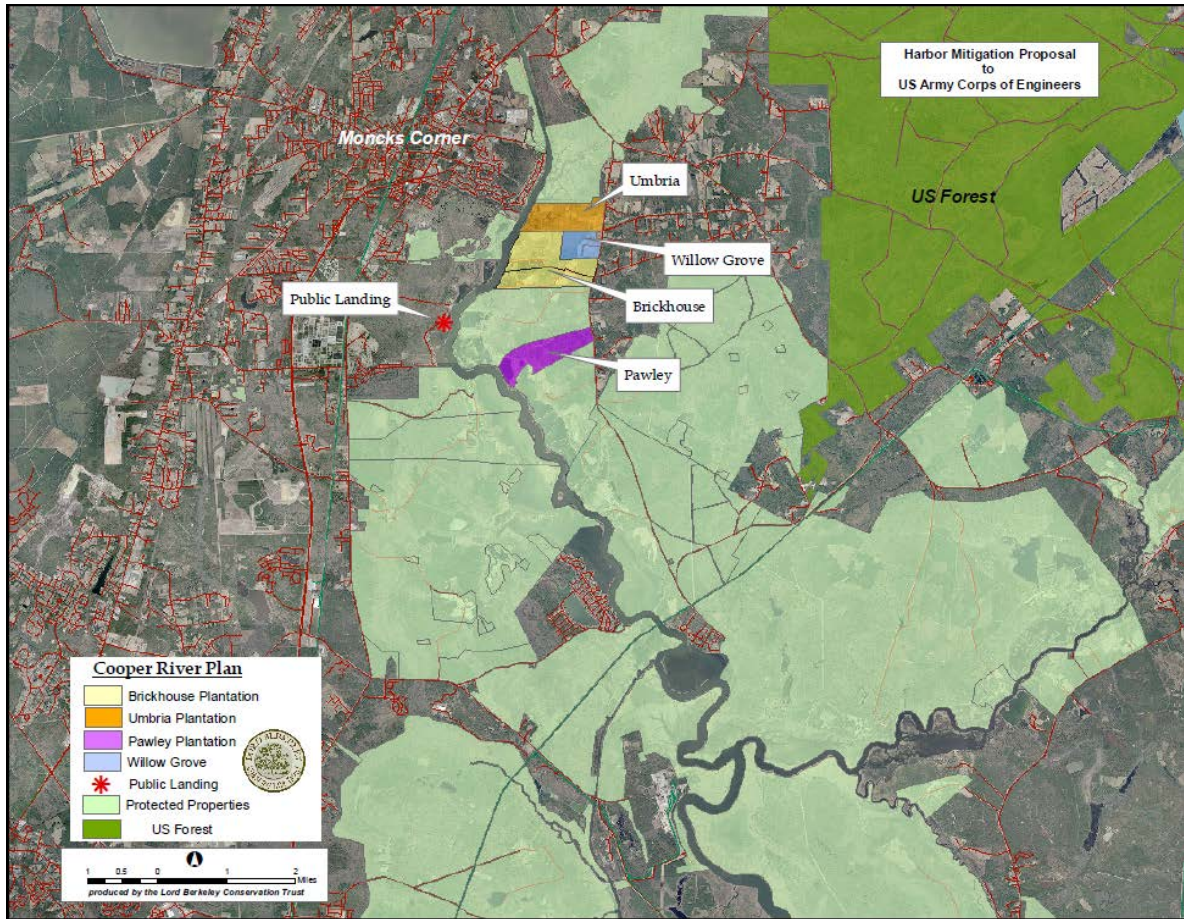 Harbor Mitigation Proposal
to
US Army Corps of Engineers
Moncks Corner
Umbria
US Forest
Willow Grove
Public Landing
Brickhouse
Pawley
Cooper River Plan
Brickhouse Plantation
Umbria Plantation
Pawley Plantation
Willow Grove
Public Landing
Protected Properties
US Forest
1 0.5 0 1 2
Miles
produced by the Lord Berkeley Conservation Trust